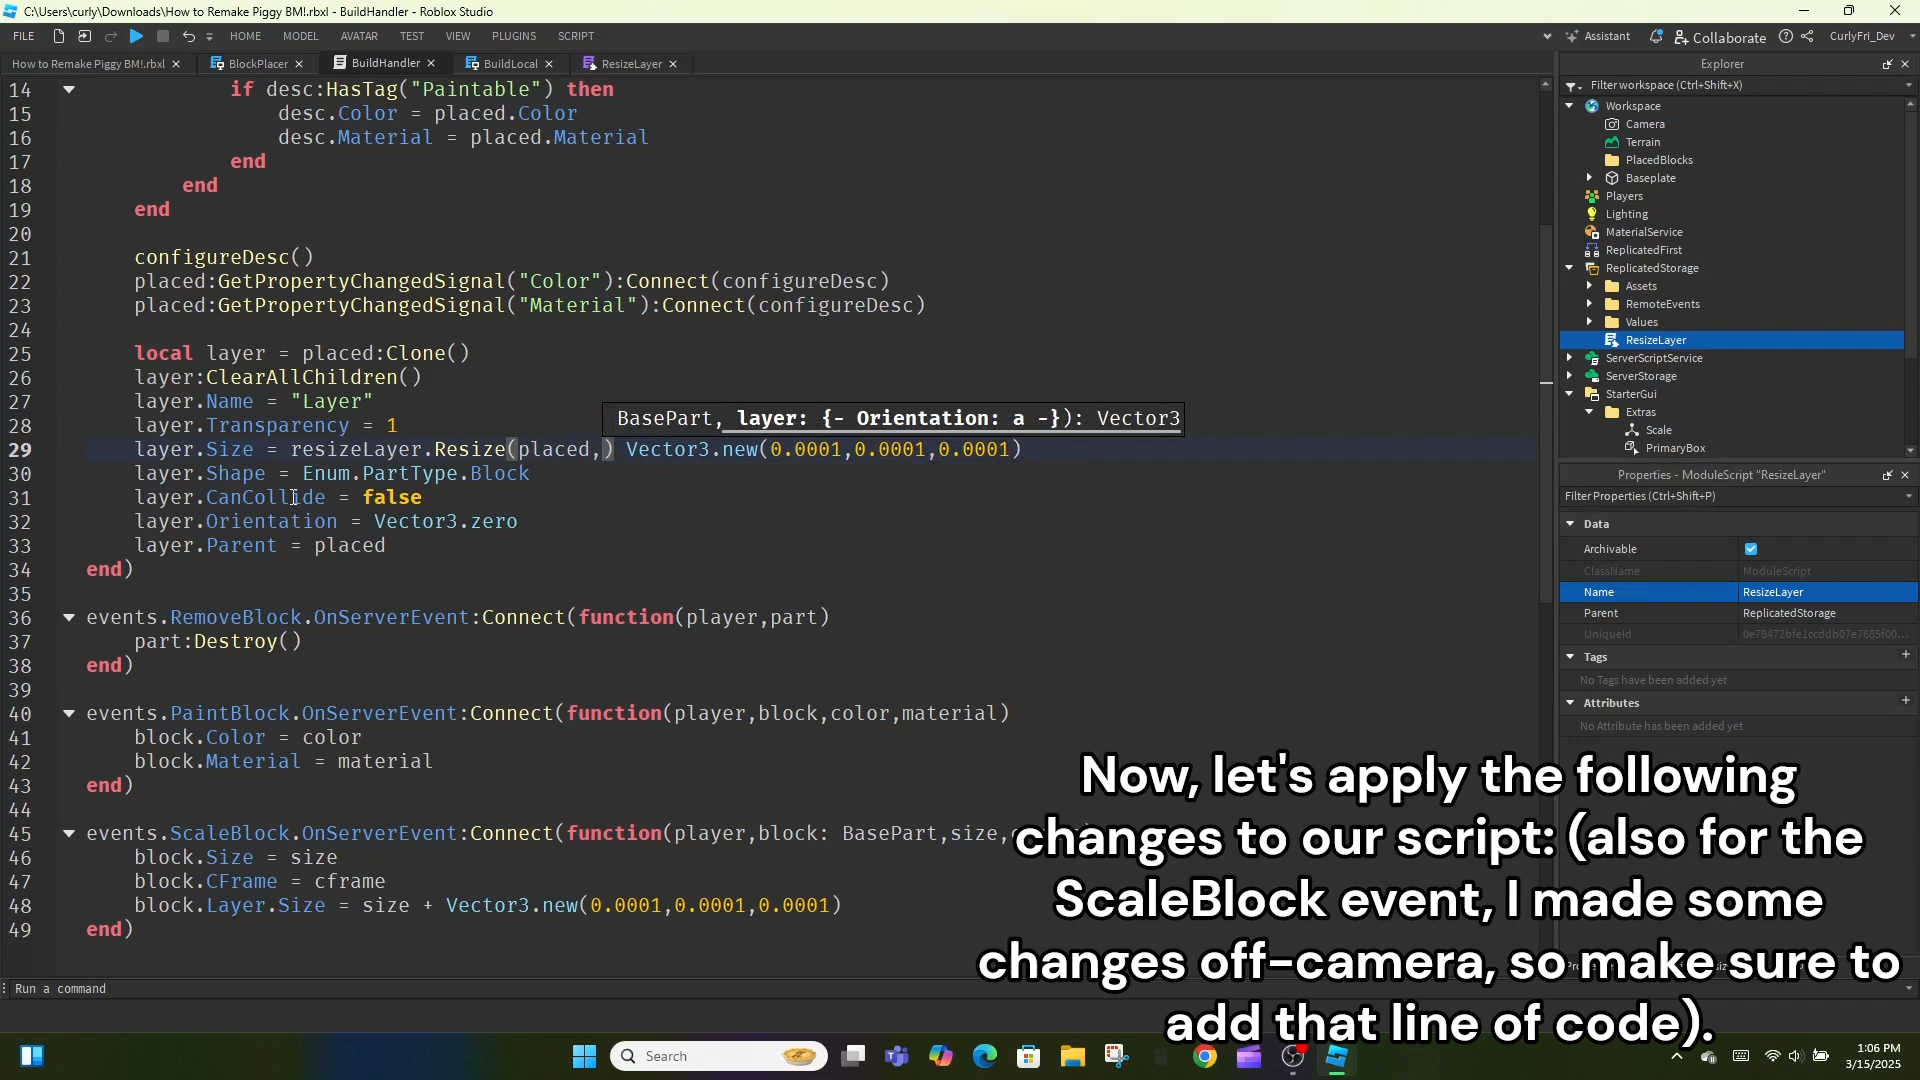 C:\Users\curly\Downloads\How to Remake Piggy BM!.rbxl - BuildHandler - Roblox Studio
FILE HOME MODEL AVATAR TEST VIEW PLUGINS SCRIPT Assistant Collaborate CurlyFri_Dev
How to Remake Piggy BM!.rbxl BlockPlacer BuildHandler BuildLocal ResizeLayer
14 if desc:HasTag("Paintable") then
15 desc.Color = placed.Color
16 desc.Material = placed.Material
17 end
18 end
19 end
20
21 configureDesc()
22 placed:GetPropertyChangedSignal("Color"):Connect(configureDesc)
23 placed:GetPropertyChangedSignal("Material"):Connect(configureDesc)
24
25 local layer = placed:Clone()
26 layer:ClearAllChildren()
27 layer.Name = "Layer"
BasePart, layer: {- Orientation: a -}): Vector3
28 layer.Transparency = 1
29 layer.Size = resizeLayer.Resize(placed,) Vector3.new(0.0001,0.0001,0.0001)
30 layer.Shape = Enum.PartType.Block
31 layer.CanCollide = false
32 layer.Orientation = Vector3.zero
33 layer.Parent = placed
34 end)
35
36 events.RemoveBlock.OnServerEvent:Connect(function(player,part)
37 part:Destroy()
38 end)
39
40 events.PaintBlock.OnServerEvent:Connect(function(player,block,color,material)
41 block.Color = color
42 block.Material = material
43 end)
44
45 events.ScaleBlock.OnServerEvent:Connect(function(player,block: BasePart,size,
46 block.Size = size
47 block.CFrame = cframe
48 block.Layer.Size = size + Vector3.new(0.0001,0.0001,0.0001)
49 end)
Run a command
Explorer
Filter workspace (Ctrl+Shift+X)
Workspace
Camera
Terrain
PlacedBlocks
Baseplate
Players
Lighting
MaterialService
ReplicatedFirst
ReplicatedStorage
Assets
RemoteEvents
Values
ResizeLayer
ServerScriptService
ServerStorage
StarterGui
Extras
Scale
PrimaryBox
Properties - ModuleScript "ResizeLayer"
Filter Properties (Ctrl+Shift+P)
Data
Archivable
ClassName ModuleScript
Name ResizeLayer
Parent ReplicatedStorage
UniqueId 0e78472bfe1ccddb07e7685f00...
Tags
No Tags have been added yet
Attributes
No Attribute has been added yet
Now, let's apply the following
changes to our script: (also for the
ScaleBlock event, I made some
changes off-camera, so make sure to
add that line of code).
Search
1:06 PM
3/15/2025